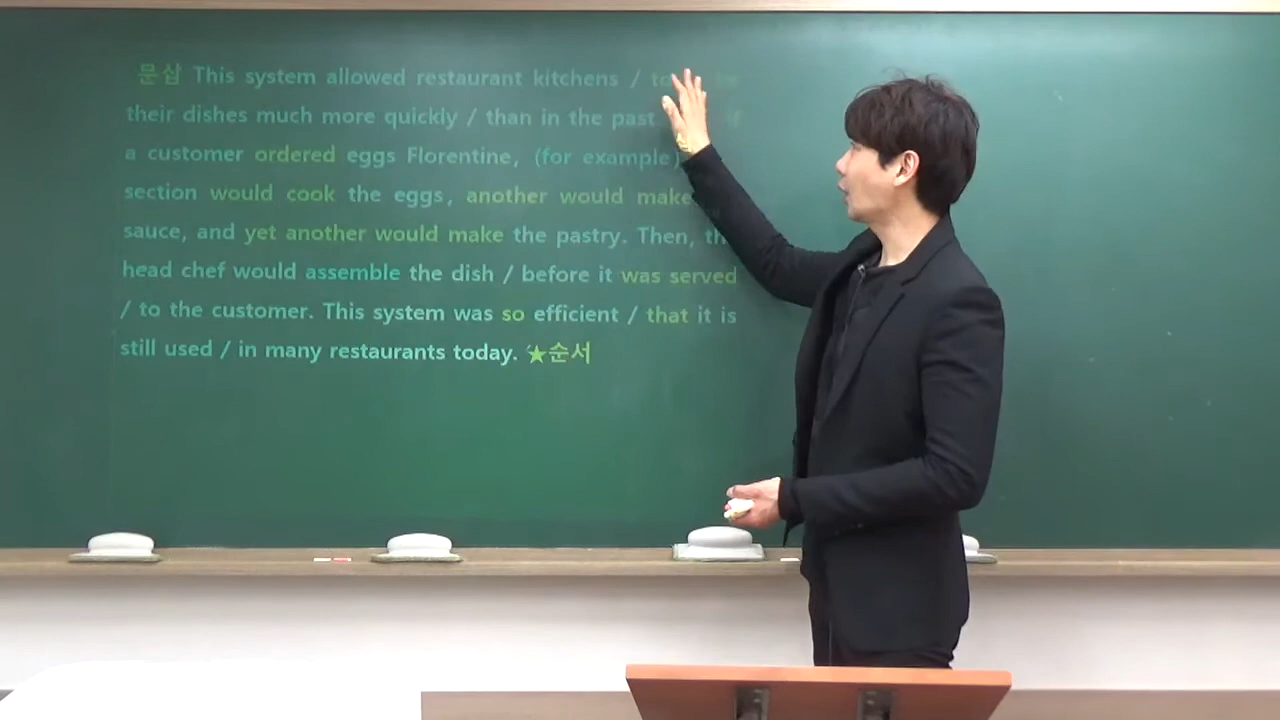 문삽 This system allowed restaurant kitchens / to
their dishes much more quickly / than in the past
a customer ordered eggs Florentine, (for example)
section would cook the eggs, another would make
sauce, and yet another would make the pastry. Then, the
head chef would assemble the dish / before it was served
/ to the customer. This system was so efficient / that it is
still used / in many restaurants today. ★순서